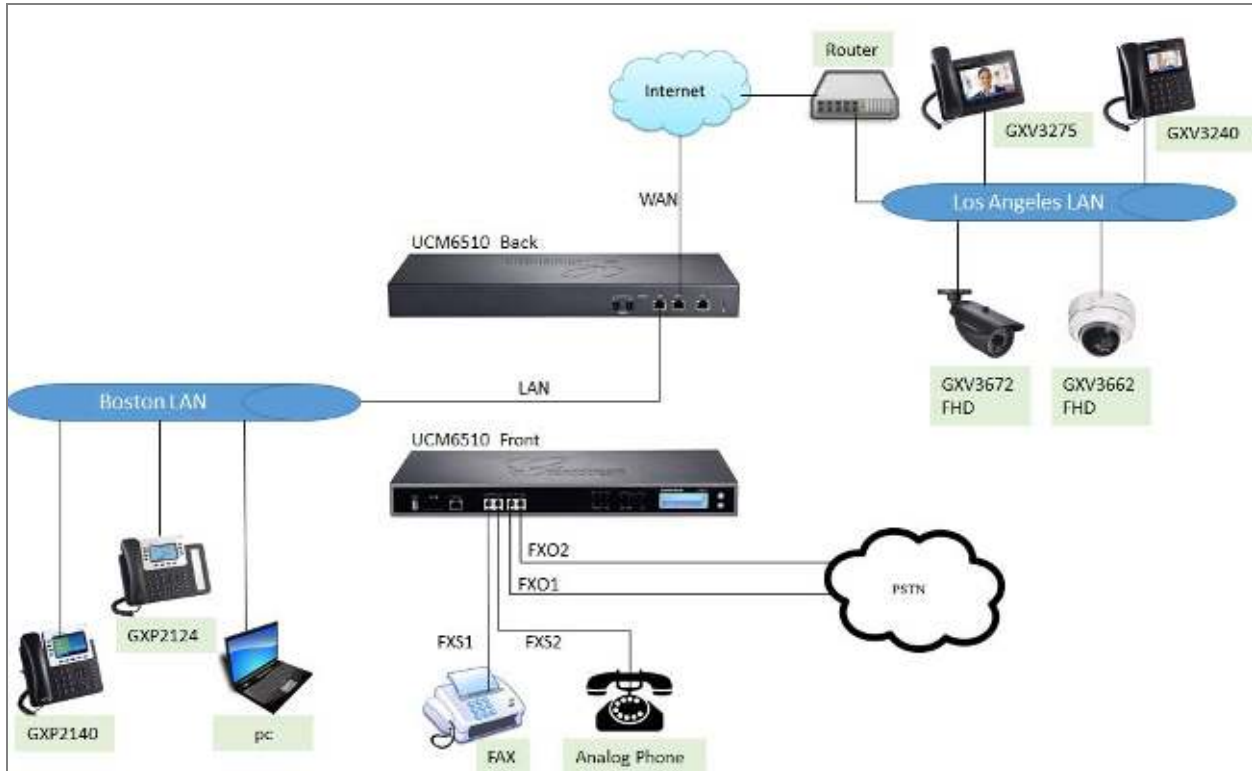 Router
Internet
GXV3275
GXV3240
WAN
Los Angeles LAN
UCM6510 Back
GXV3672
FHD
GXV3662
FHD
LAN
Boston LAN
UCM6510 Front
FXO2
FXO1
PSTN
GXP2124
FXS1
FXS2
GXP2140
pc
FAX
Analog Phone